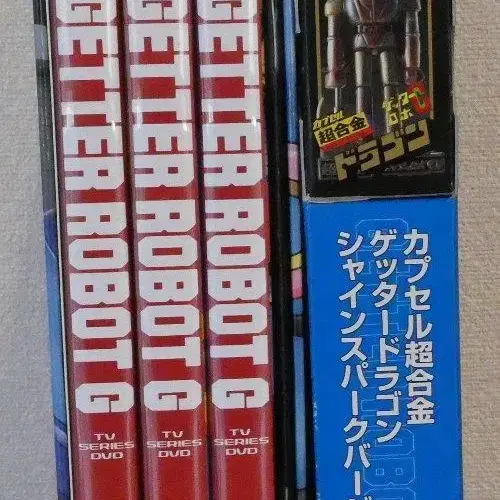 GETTER ROBOT G
TV
SERIES
DVD
GETTER ROBOT G
TV
SERIES
DVD
GETTER ROBOT G
TV
SERIES
DVD
カプセル
超合金
ドラゴン
カプセル超合金
ゲッタードラゴン
シャインスパークバー